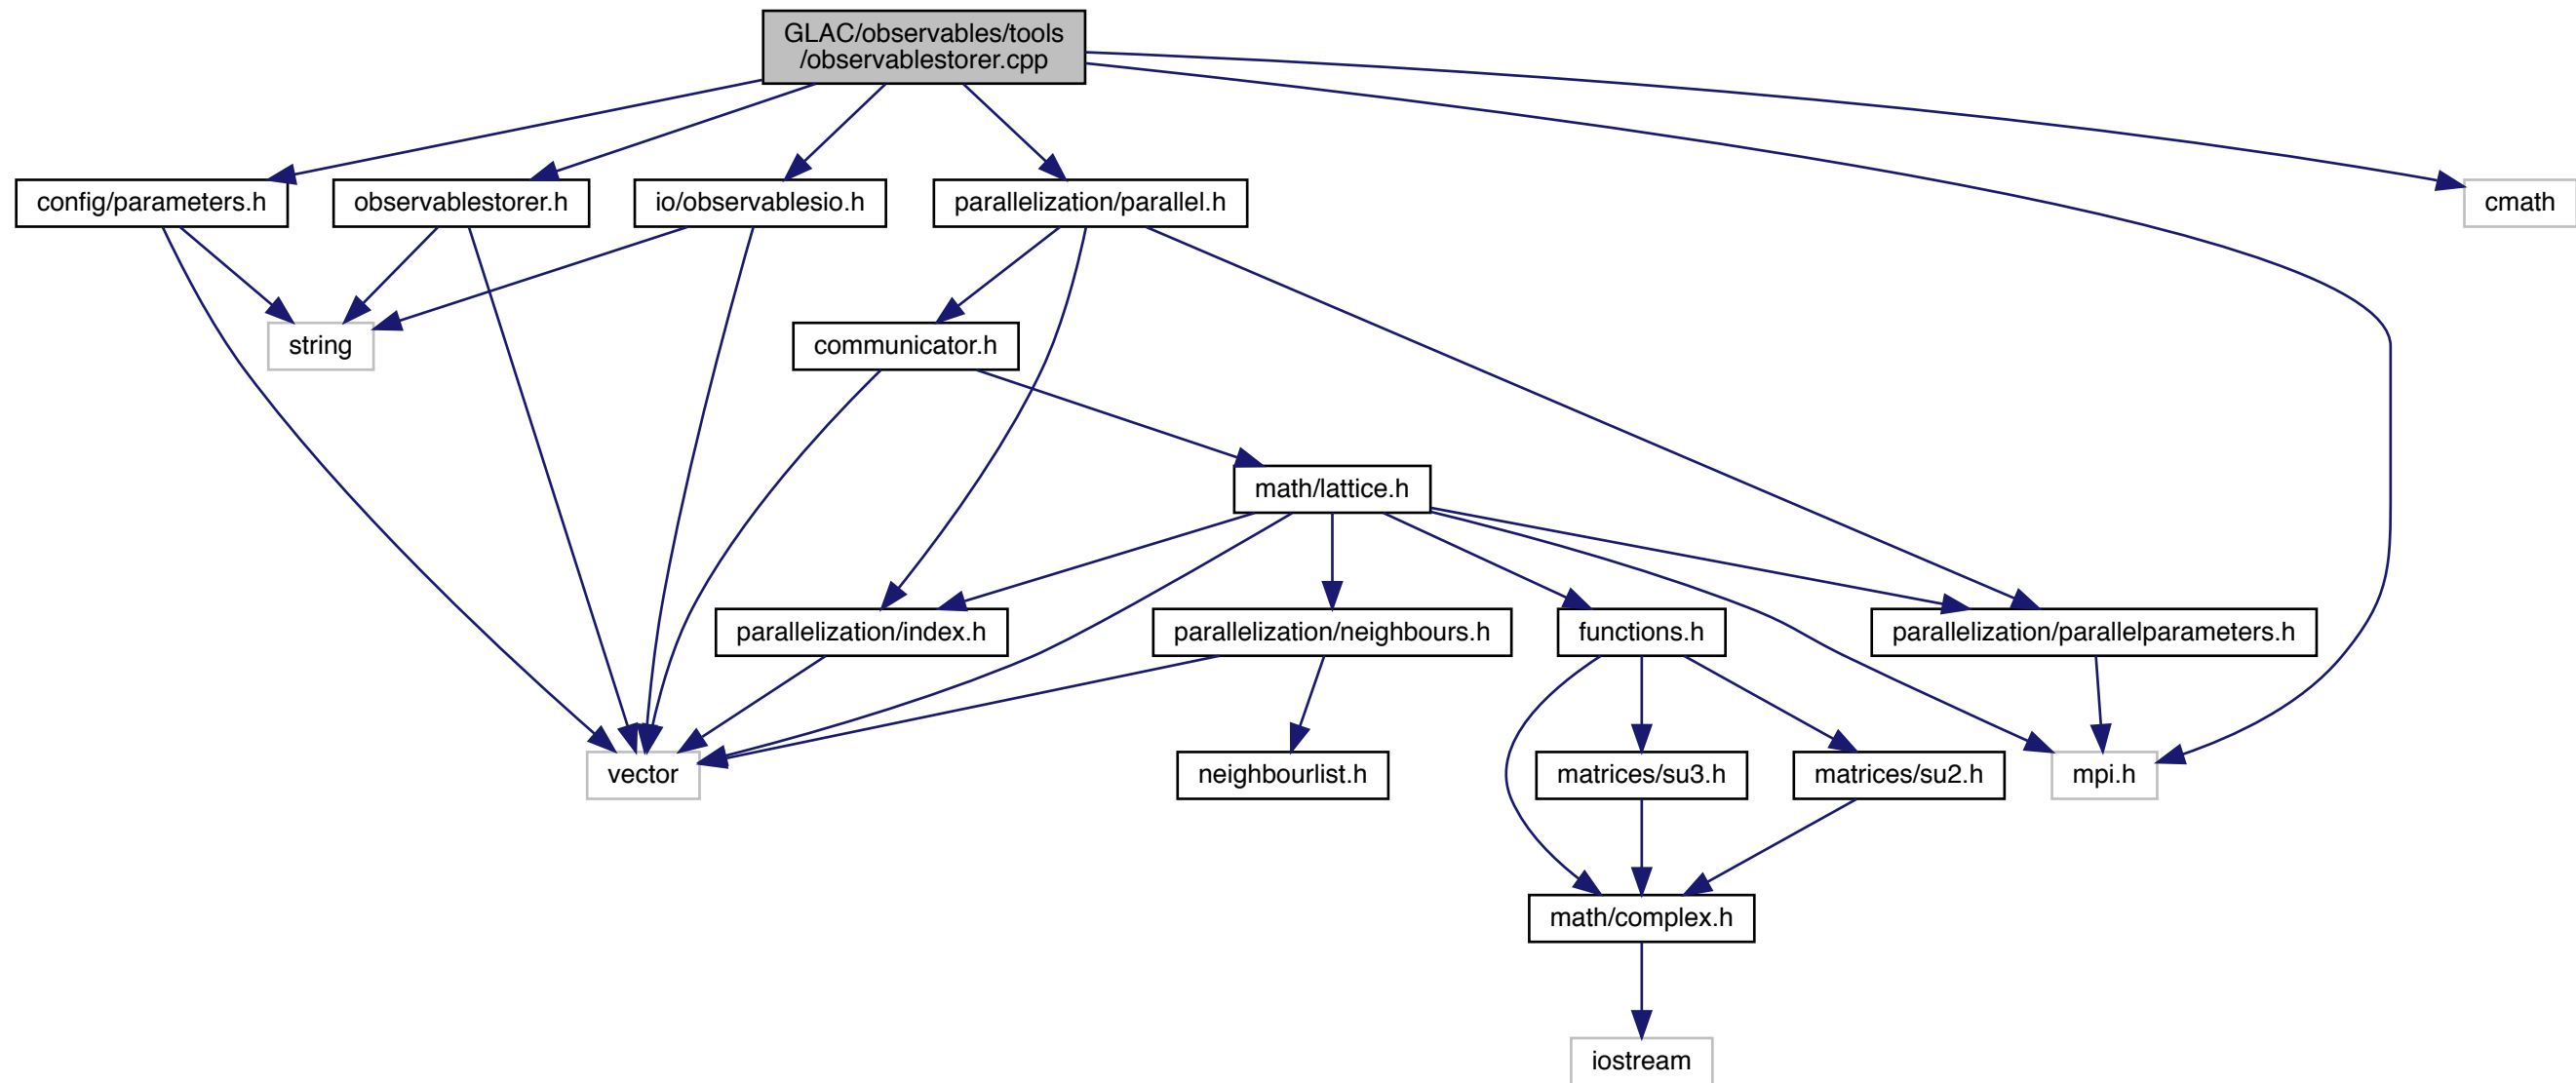 GLAC/observables/tools
/observablestorer.cpp
config/parameters.h
observablestorer.h
io/observablesio.h
parallelization/parallel.h
cmath
string
communicator.h
math/lattice.h
parallelization/index.h
parallelization/neighbours.h
functions.h
parallelization/parallelparameters.h
vector
neighbourlist.h
matrices/su3.h
matrices/su2.h
mpi.h
math/complex.h
iostream